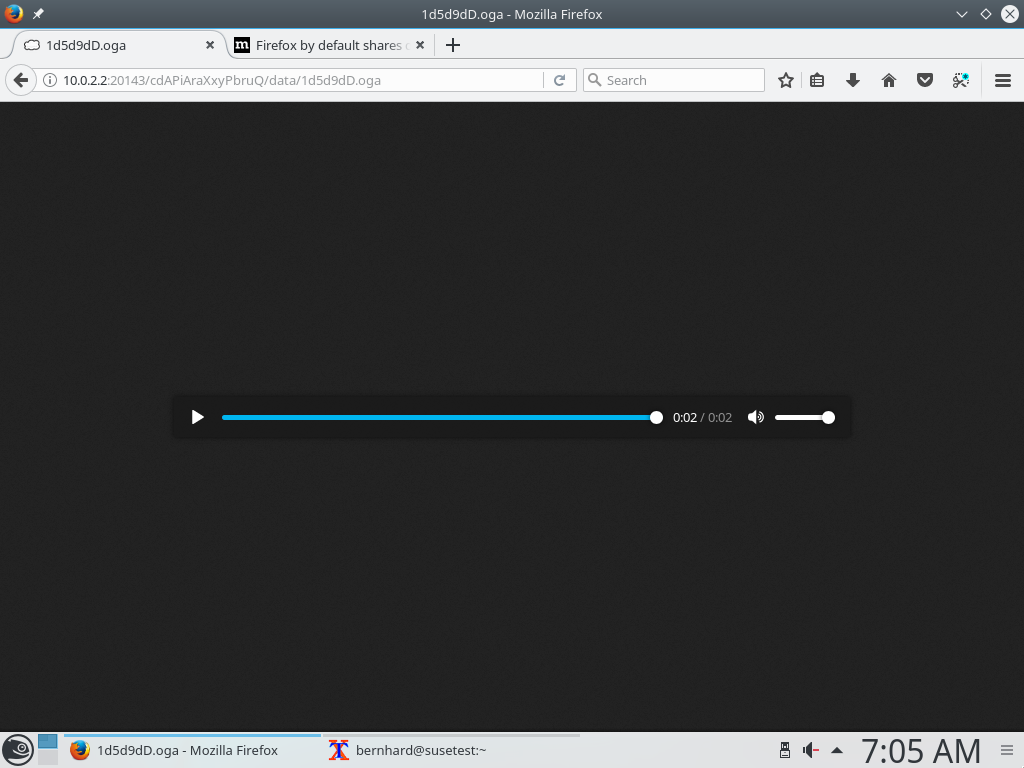 1d5d9dD.oga - Mozilla Firefox
1d5d9dD.oga
m Firefox by default shares
10.0.2.2:20143/cdAPiAraXxyPbruQ/data/1d5d9dD.oga
Search
0:02 / 0:02
1d5d9dD.oga - Mozilla Firefox
bernhard@susetest:~
7:05 AM